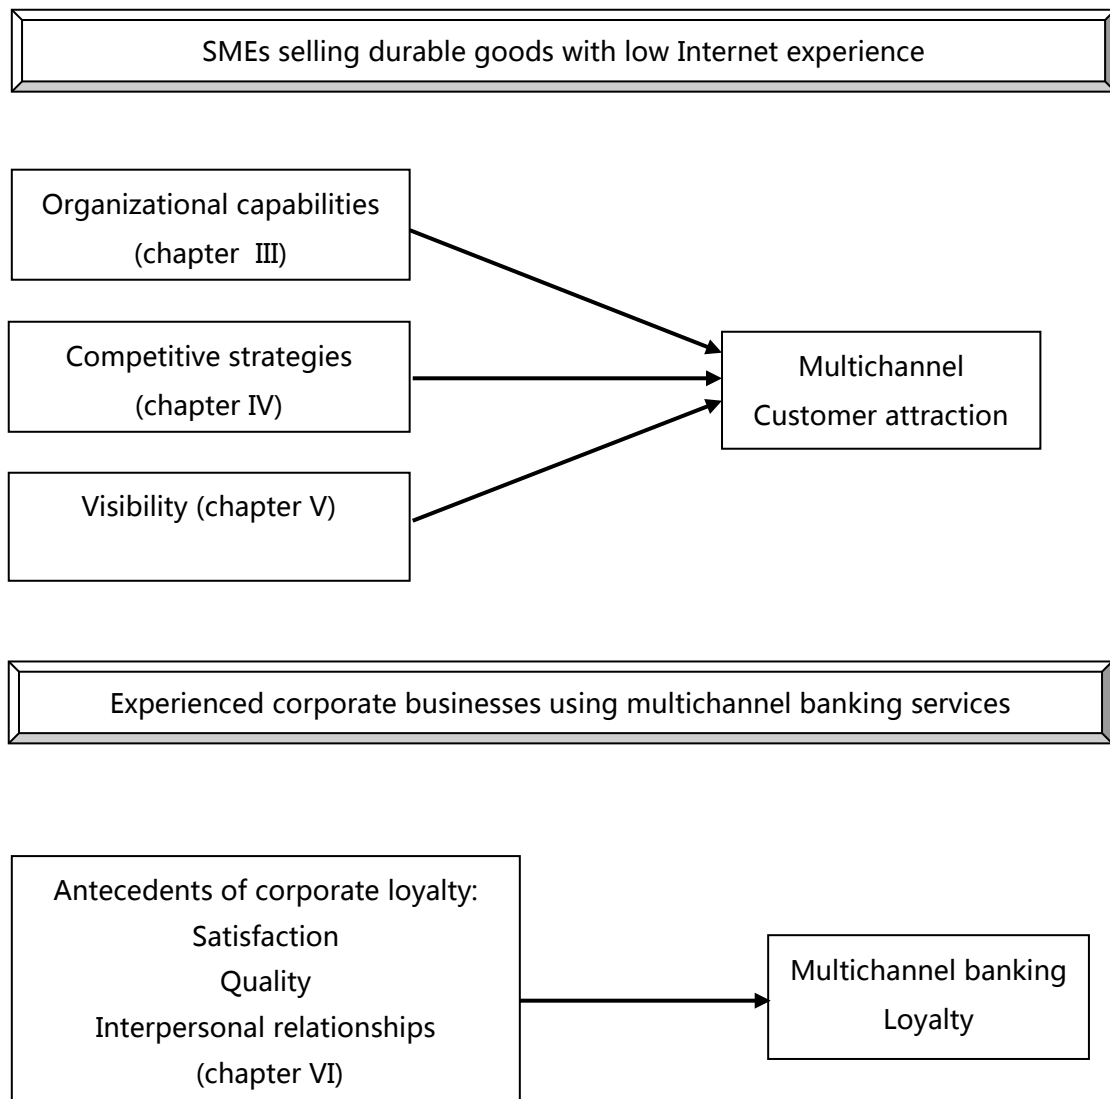 SMEs selling durable goods with low Internet experience
Organizational capabilities
(chapter III)
Competitive strategies
(chapter IV)
Visibility (chapter V)
Multichannel
Customer attraction
Experienced corporate businesses using multichannel banking services
Antecedents of corporate loyalty:
Satisfaction
Quality
Interpersonal relationships
(chapter VI)
Multichannel banking
Loyalty